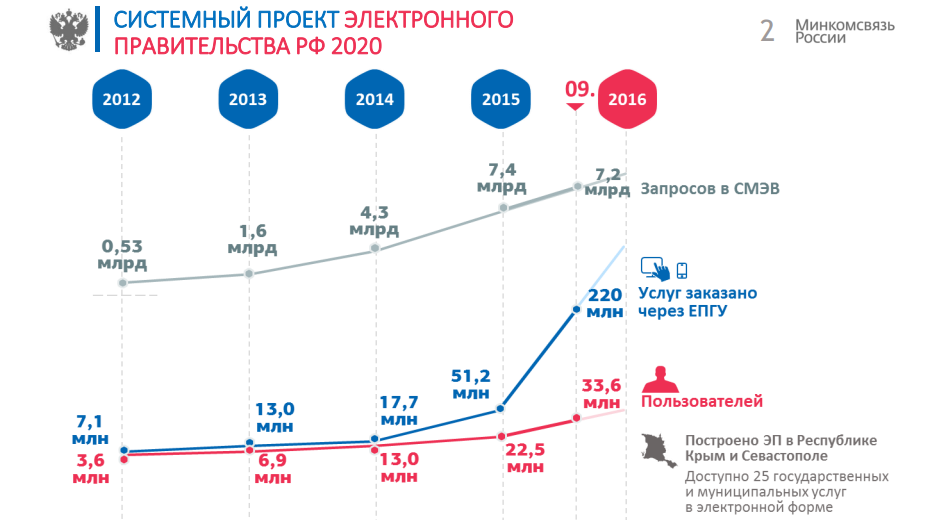 СИСТЕМНЫЙ ПРОЕКТ ЭЛЕКТРОННОГО
ПРАВИТЕЛЬСТВА РФ 2020
2
Минкомсвязь
России
2012
2013
2014
2015
09.
2016
0,53
млрд
1,6
млрд
4,3
млрд
7,4
млрд
7,2
млрд
Запросов в СМЭВ
7,1
млн
13,0
млн
17,7
млн
51,2
млн
220
млн
Услуг заказано
через ЕПГУ
3,6
млн
6,9
млн
13,0
млн
22,5
млн
33,6
млн
Пользователей
Построено ЭП в Республике
Крым и Севастополе
Доступно 25 государственных
и муниципальных услуг
в электронной форме